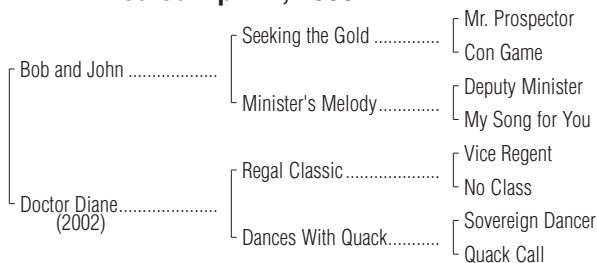 Mr. Prospector
Seeking the Gold .............
Con Game
Bob and John ..................
Deputy Minister
Minister's Melody.............
My Song for You
Vice Regent
Regal Classic ....................
No Class
Doctor Diane....................
(2002)
Sovereign Dancer
Dances With Quack...........
Quack Call